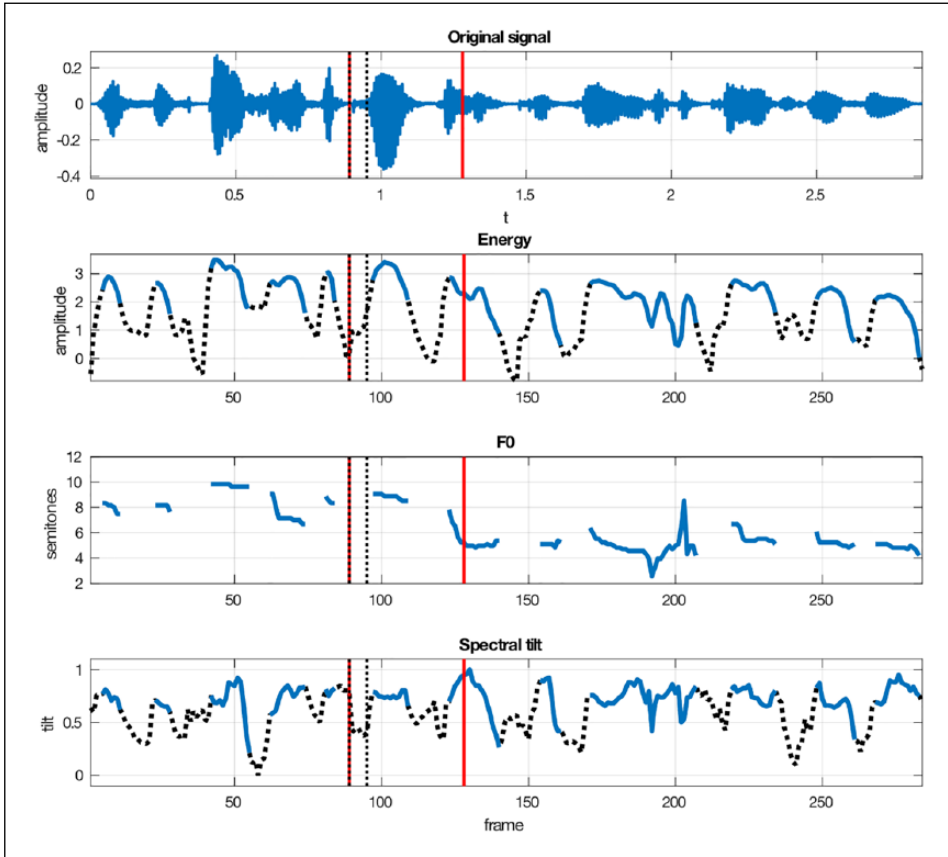 Original signal
0.2
0
-0.2
-0.4
amplitude
0 0.5 1 1.5 2 2.5
t
Energy
3
2
1
0
amplitude
50 100 150 200 250
F0
12
10
8
6
4
2
semitones
50 100 150 200 250
Spectral tilt
1
0.5
0
tilt
50 100 150 200 250
frame